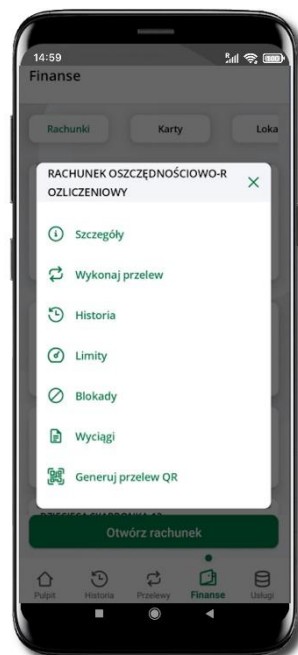 14:59
Finanse
Rachunki Karty Loka
RACHUNEK OSZCZĘDNOŚCIOWO-R
OZLICZENIOWY
Szczegóły
Wykonaj przelew
Historia
Limity
Blokady
Wyciągi
Generuj przelew QR
Otwórz rachunek
Pulpit Historia Przelewy Finanse Usługi